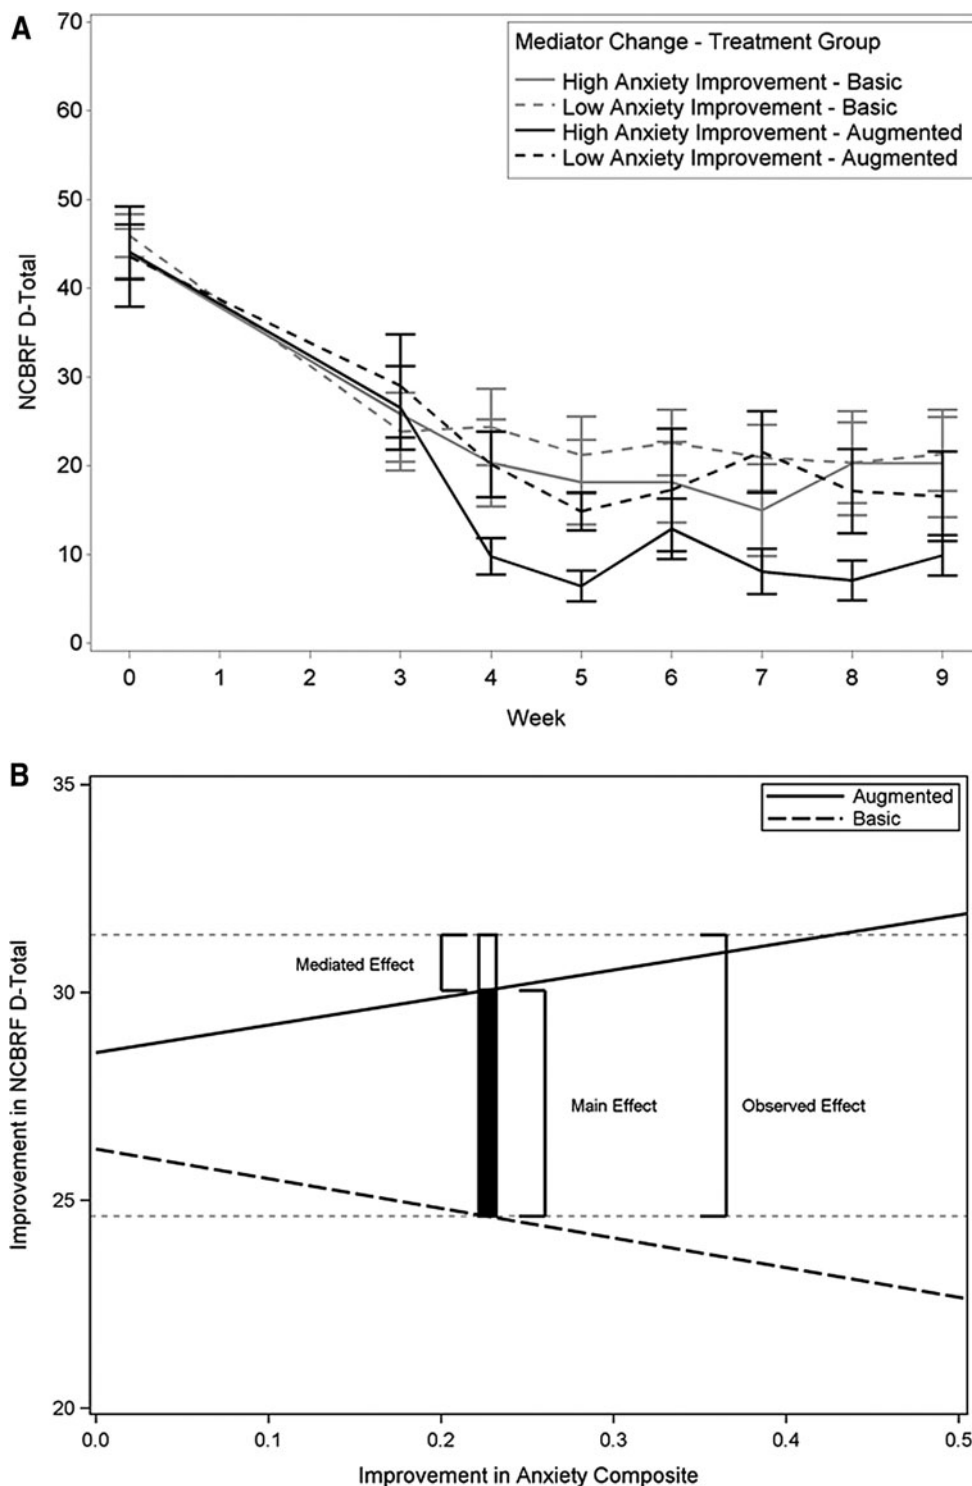 A
70
60
50
40
30
20
10
0
NCBRF D-Total
Mediator Change - Treatment Group
High Anxiety Improvement - Basic
Low Anxiety Improvement - Basic
High Anxiety Improvement - Augmented
Low Anxiety Improvement - Augmented
0 1 2 3 4 5 6 7 8 9
Week
B
35
30
25
20
Improvement in NCBRF D-Total
Augmented
Basic
Mediated Effect
Main Effect
Observed Effect
0.0 0.1 0.2 0.3 0.4 0.5
Improvement in Anxiety Composite